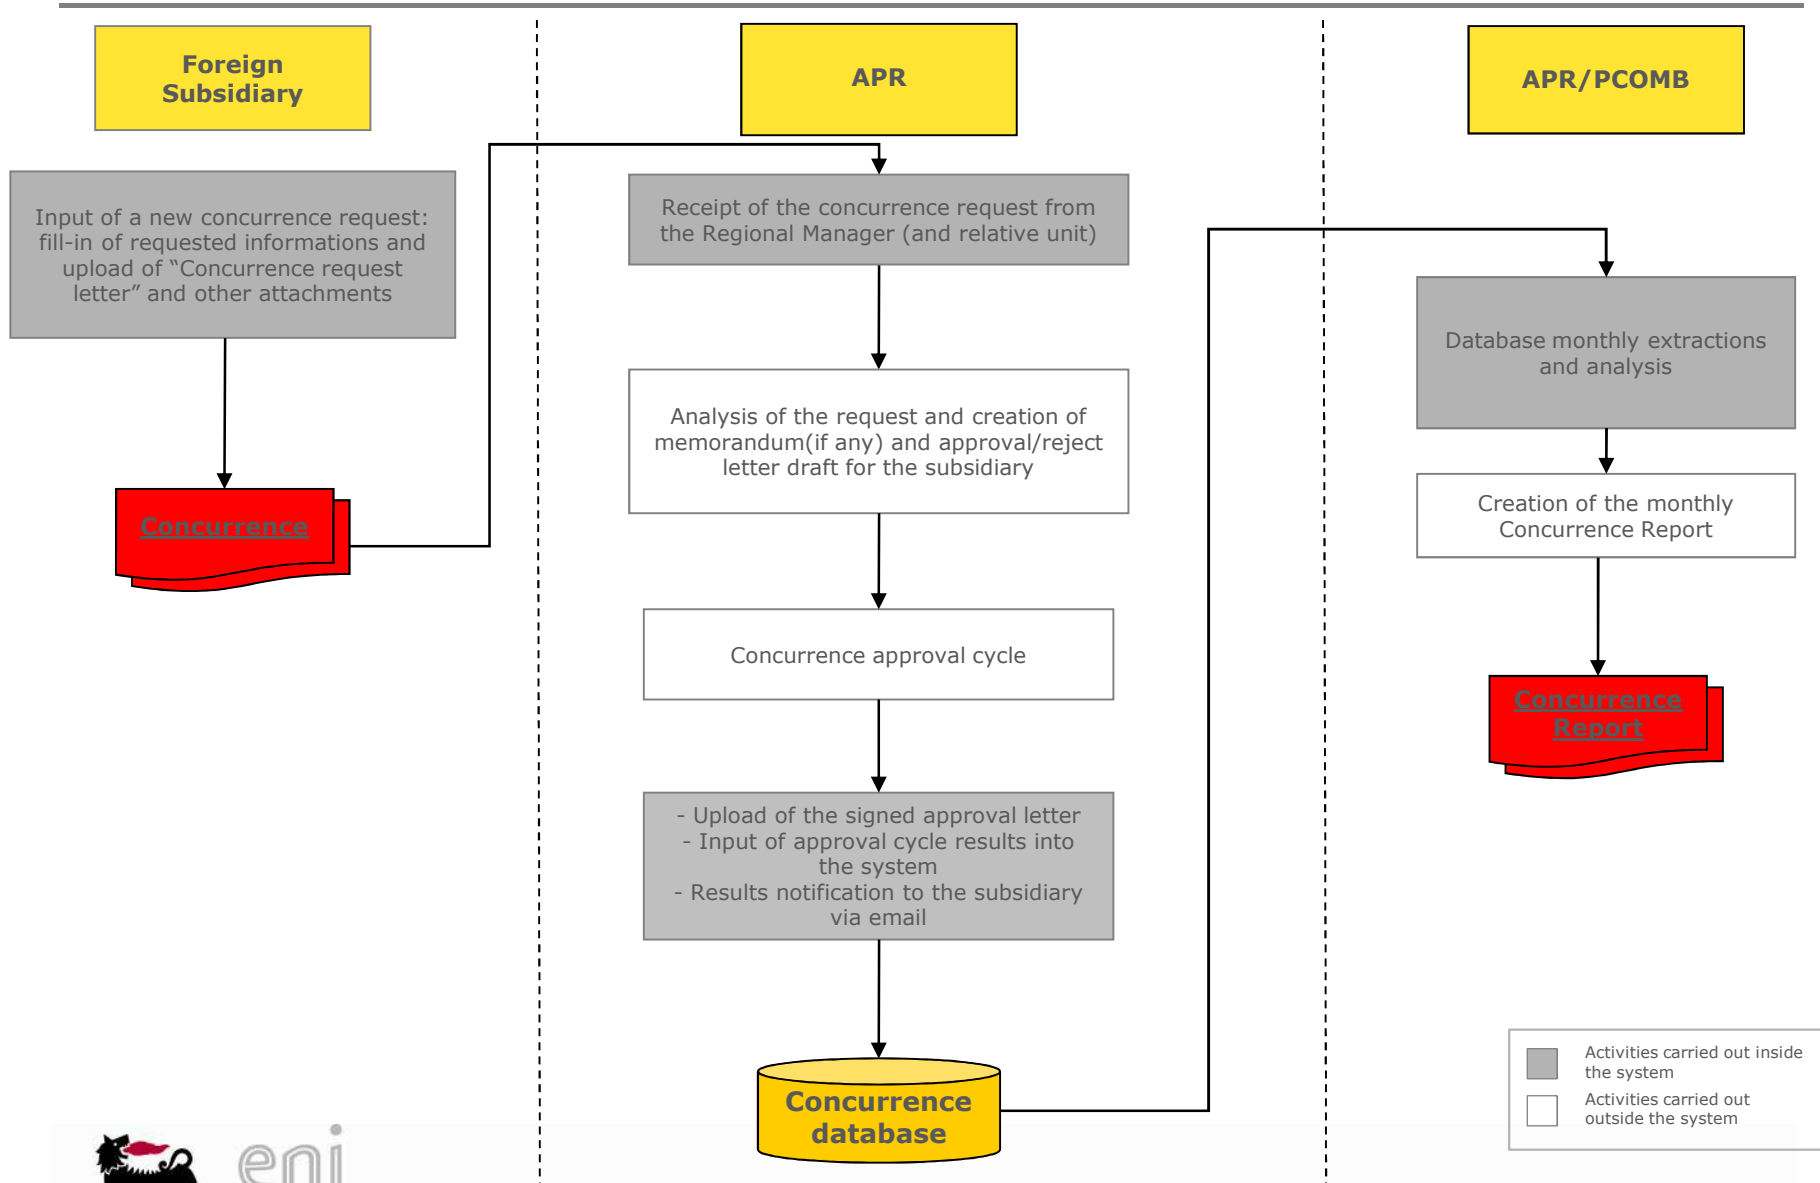 Foreign
Subsidiary
Input of a new concurrence request:
fill-in of requested informations and
upload of “Concurrence request
letter” and other attachments
Concurrence
APR
Receipt of the concurrence request from
the Regional Manager (and relative unit)
Analysis of the request and creation of
memorandum(if any) and approval/reject
letter draft for the subsidiary
Concurrence approval cycle
- Upload of the signed approval letter
- Input of approval cycle results into
the system
- Results notification to the subsidiary
via email
Concurrence
database
APR/PCOMB
Database monthly extractions
and analysis
Creation of the monthly
Concurrence Report
Concurrence
Report
Activities carried out inside
the system
Activities carried out
outside the system
eni